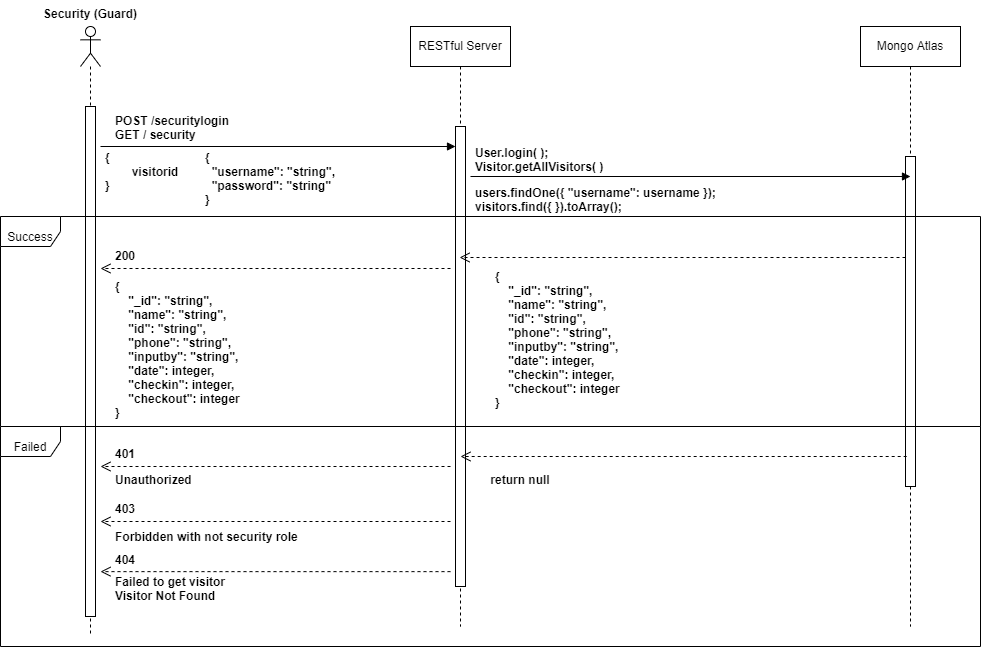 Security (Guard)
RESTful Server
Mongo Atlas
POST /securitylogin
GET / security
{
visitorid
}
{
"username": "string",
"password": "string"
}
User.login( );
Visitor.getAllVisitors( )
users.findOne({ "username": username });
visitors.find({ }).toArray();
Success
200
{
"_id": "string",
"name": "string",
"id": "string",
"phone": "string",
"inputby": "string",
"date": integer,
"checkin": integer,
"checkout": integer
}
{
"_id": "string",
"name": "string",
"id": "string",
"phone": "string",
"inputby": "string",
"date": integer,
"checkin": integer,
"checkout": integer
}
Failed
401
Unauthorized
return null
403
Forbidden with not security role
404
Failed to get visitor
Visitor Not Found